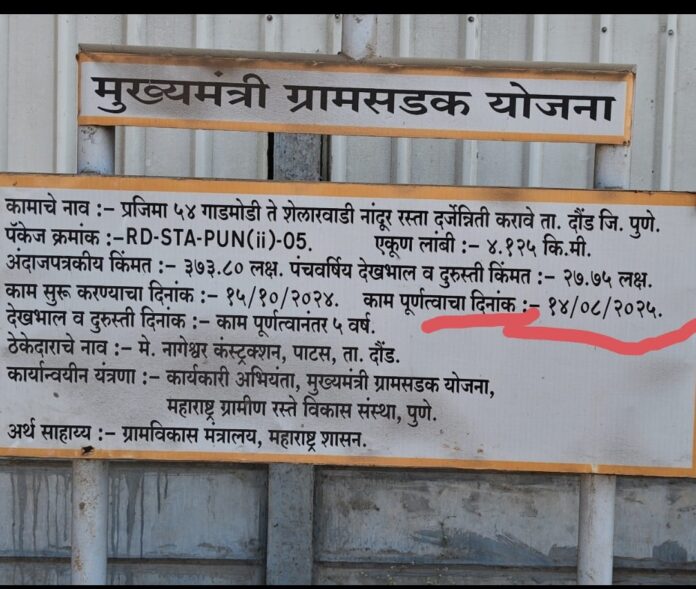 मुख्यमंत्री ग्रामसडक योजना
कामाचे नाव :– प्रजिमा ५४ गाडमोडी ते शेलारवाडी नांदूर रस्ता दर्जेन्निती करावे ता. दौंड जि. पुणे.
पॅकेज क्रमांक :–RD-STA-PUN(ii)-05. एकूण लांबी :– ४.१२५ कि.मी.
अंदाजपत्रकीय किंमत :– ३७३.८० लक्ष. पंचवर्षिय देखभाल व दुरुस्ती किंमत :– २७.७५ लक्ष.
काम सुरू करण्याचा दिनांक :– १५/१०/२०२४. काम पूर्णत्वाचा दिनांक :– १४/०८/२०२५.
देखभाल व दुरुस्ती दिनांक :– काम पूर्णत्वानंतर ५ वर्ष.
ठेकेदाराचे नाव :– मे. नागेश्वर कंस्ट्रक्शन, पाटस, ता. दौंड.
कार्यान्वयीन यंत्रणा :– कार्यकारी अभियंता, मुख्यमंत्री ग्रामसडक योजना,
महाराष्ट्र ग्रामीण रस्ते विकास संस्था, पुणे.
अर्थ साहाय्य :– ग्रामविकास मंत्रालय, महाराष्ट्र शासन.